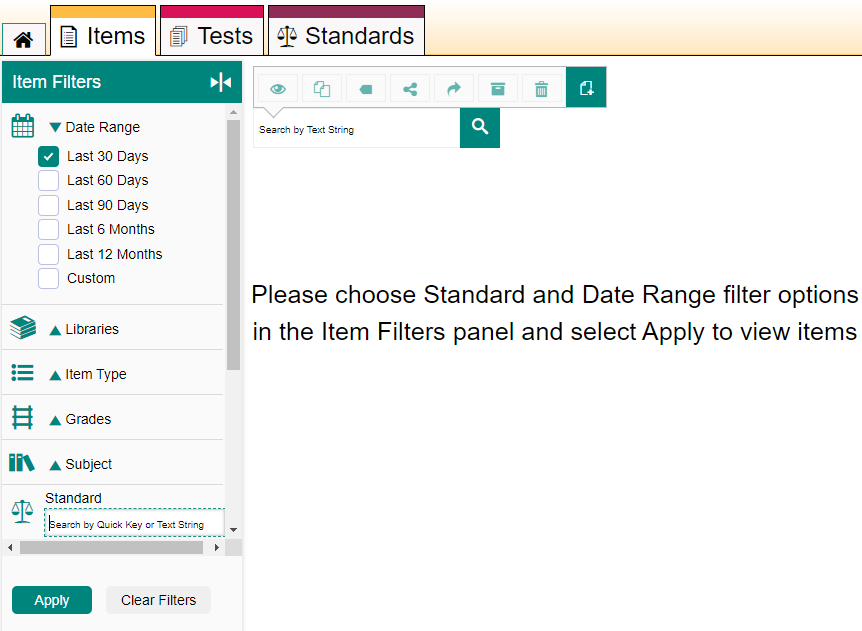 Items
Tests
Standards
Item Filters
Date Range
Last 30 Days
Last 60 Days
Last 90 Days
Last 6 Months
Last 12 Months
Custom
Libraries
Item Type
Grades
Subject
Standard
Search by Quick Key or Text String
Apply
Clear Filters
Search by Text String
Please choose Standard and Date Range filter options
in the Item Filters panel and select Apply to view items